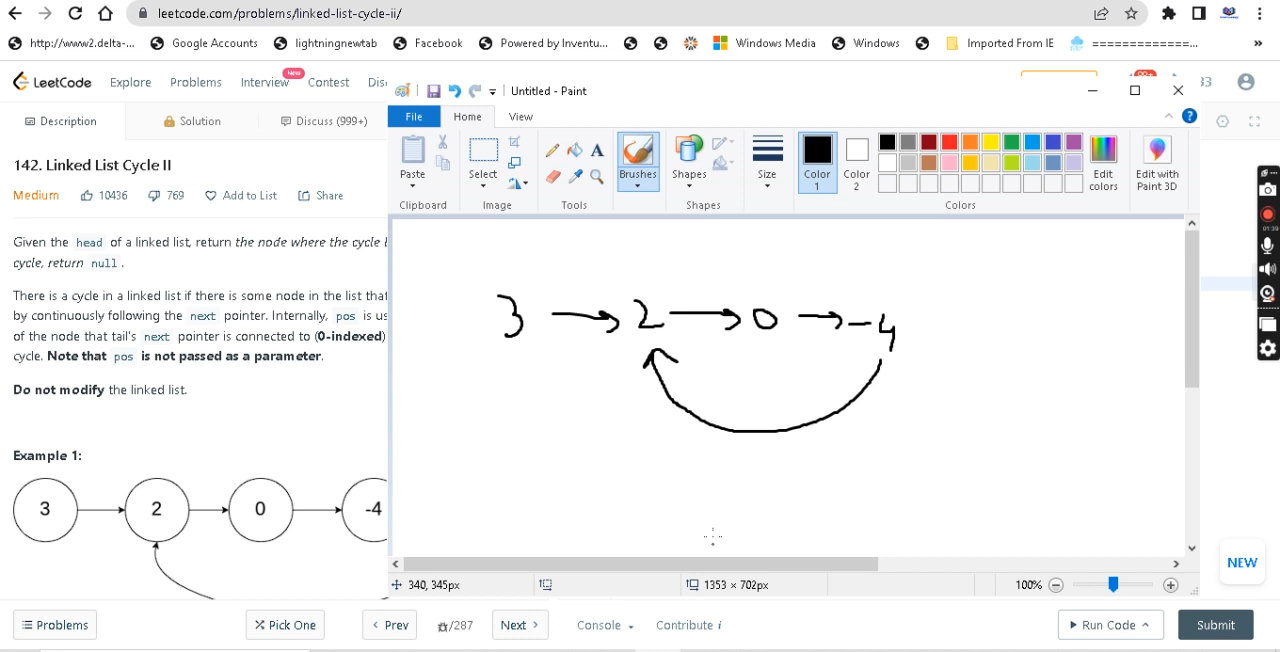 leetcode.com/problems/linked-list-cycle-ii/
http://www2.delta-... Google Accounts lightningnewtab Facebook Powered by Inventu... Windows Media Windows Imported From IE =============... »
LeetCode Explore Problems Interview New Contest Dis
99+ 33
Untitled - Paint
File Home View
Description Solution Discuss (999+)
Paste Select Brushes Shapes Size Color 1 Color 2 Edit colors Edit with Paint 3D
Clipboard Image Tools Shapes Colors
142. Linked List Cycle II
Medium 10436 769 Add to List Share
Given the head of a linked list, return the node where the cycle
cycle, return null.
There is a cycle in a linked list if there is some node in the list that
by continuously following the next pointer. Internally, pos is us
of the node that tail's next pointer is connected to (0-indexed)
cycle. Note that pos is not passed as a parameter.
Do not modify the linked list.
Example 1:
3 2 0 -4
3 → 2 → 0 → -4
01:39
NEW
340, 345px 1353 × 702px 100%
Problems Pick One < Prev /287 Next > Console Contribute i Run Code Submit